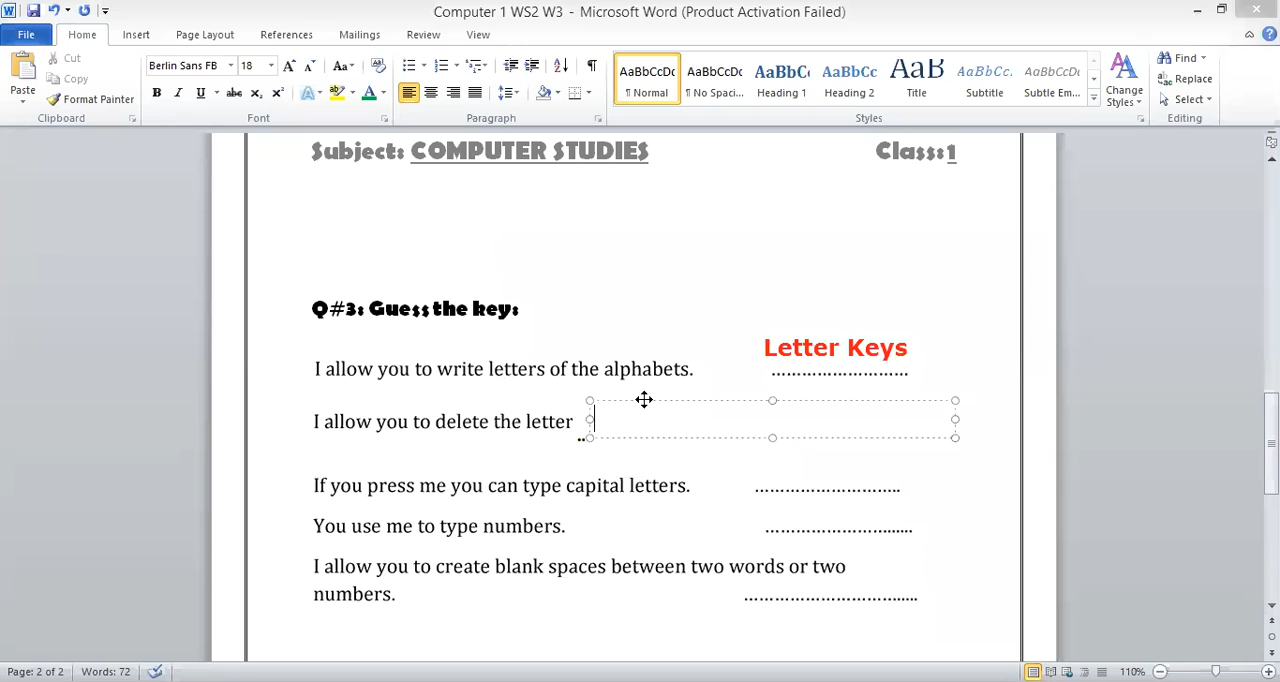 Computer 1 WS2 W3 - Microsoft Word (Product Activation Failed)
File Home Insert Page Layout References Mailings Review View
Paste Cut Copy Format Painter Clipboard
Berlin Sans FB 18 Font
Paragraph
AaBbCcDc ¶ Normal AaBbCcDc ¶ No Spaci... AaBbC Heading 1 AaBbCc Heading 2 AaB Title AaBbCc. Subtitle AaBbCcDc Subtle Em... Styles
Change Styles
Find Replace Select Editing
Subject: COMPUTER STUDIES Class:1
Q#3: Guess the key:
Letter Keys
I allow you to write letters of the alphabets. ………………………
I allow you to delete the letter ..
If you press me you can type capital letters. ………………………..
You use me to type numbers. …………………......
I allow you to create blank spaces between two words or two
numbers. ………………………….....
Page: 2 of 2 Words: 72 110%